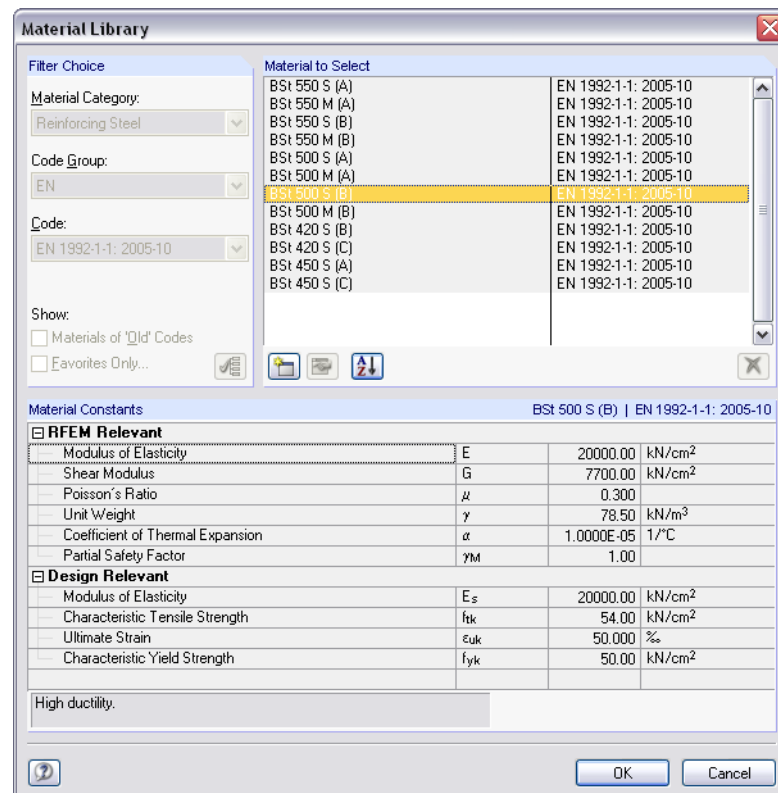 Material Library
Filter Choice
Material Category:
Reinforcing Steel
Code Group:
EN
Code:
EN 1992-1-1: 2005-10
Show:
Materials of 'Old' Codes
Favorites Only...
Material to Select
BSt 550 S (A) EN 1992-1-1: 2005-10
BSt 550 M (A) EN 1992-1-1: 2005-10
BSt 550 S (B) EN 1992-1-1: 2005-10
BSt 550 M (B) EN 1992-1-1: 2005-10
BSt 500 S (A) EN 1992-1-1: 2005-10
BSt 500 M (A) EN 1992-1-1: 2005-10
BSt 500 S (B) EN 1992-1-1: 2005-10
BSt 500 M (B) EN 1992-1-1: 2005-10
BSt 420 S (B) EN 1992-1-1: 2005-10
BSt 420 S (C) EN 1992-1-1: 2005-10
BSt 450 S (A) EN 1992-1-1: 2005-10
BSt 450 S (C) EN 1992-1-1: 2005-10
A Z
Material Constants BSt 500 S (B) | EN 1992-1-1: 2005-10
RFEM Relevant
Modulus of Elasticity E 20000.00 kN/cm²
Shear Modulus G 7700.00 kN/cm²
Poisson´s Ratio μ 0.300
Unit Weight γ 78.50 kN/m³
Coefficient of Thermal Expansion α 1.0000E-05 1/°C
Partial Safety Factor γM 1.00
Design Relevant
Modulus of Elasticity Es 20000.00 kN/cm²
Characteristic Tensile Strength ftk 54.00 kN/cm²
Ultimate Strain εuk 50.000 ‰
Characteristic Yield Strength fyk 50.00 kN/cm²
High ductility.
OK Cancel